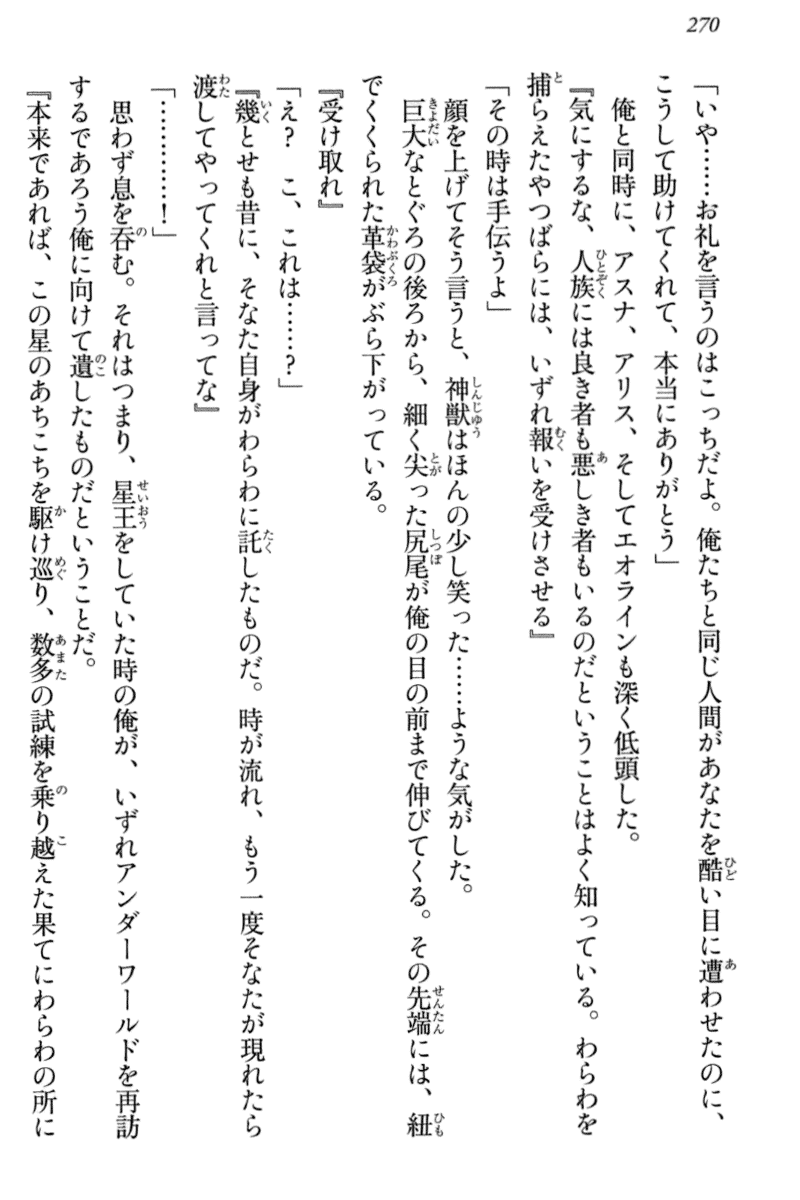 270
「いや……お礼を言うのはこっちだよ。俺たちと同じ人間があなたを酷い目に遭わせたのに、
こうして助けてくれて、本当にありがとう」
　俺と同時に、アスナ、アリス、そしてエオラインも深く低頭した。
『気にするな、人族には良き者も悪しき者もいるのだということはよく知っている。わらわを
捕らえたやつばらには、いずれ報いを受けさせる』
「その時は手伝うよ」
　顔を上げてそう言うと、神獣はほんの少し笑った……ような気がした。
　巨大なとぐろの後ろから、細く尖った尻尾が俺の目の前まで伸びてくる。その先端には、紐
でくくられた革袋がぶら下がっている。
『受け取れ』
「え？　こ、これは……？」
『幾とせも昔に、そなた自身がわらわに託したものだ。時が流れ、もう一度そなたが現れたら
渡してやってくれと言ってな』
「…………！」
　思わず息を呑む。それはつまり、星王をしていた時の俺が、いずれアンダーワールドを再訪
するであろう俺に向けて遺したものだということだ。
『本来であれば、この星のあちこちを駆け巡り、数多の試練を乗り越えた果てにわらわの所に